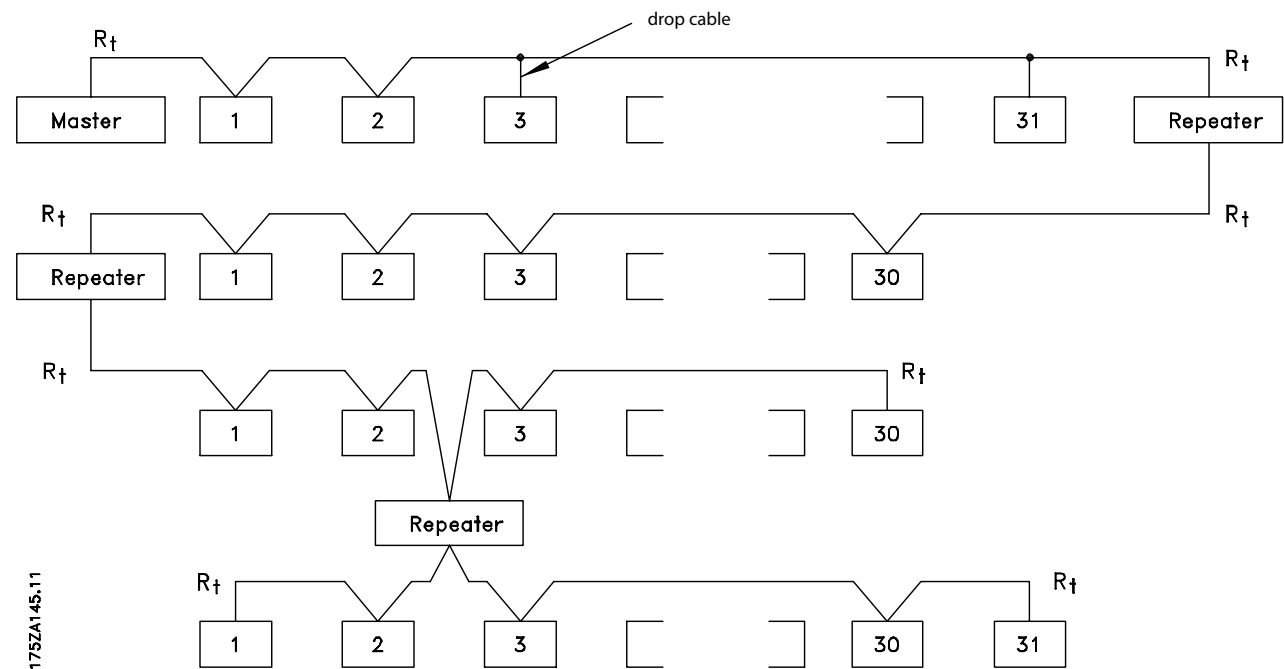 drop cable
Rt Rt
Master 1 2 3 31 Repeater
Rt Rt
Repeater 1 2 3 30
Rt Rt
1 2 3 30
Repeater
Rt Rt
1 2 3 30 31
175ZA145.11